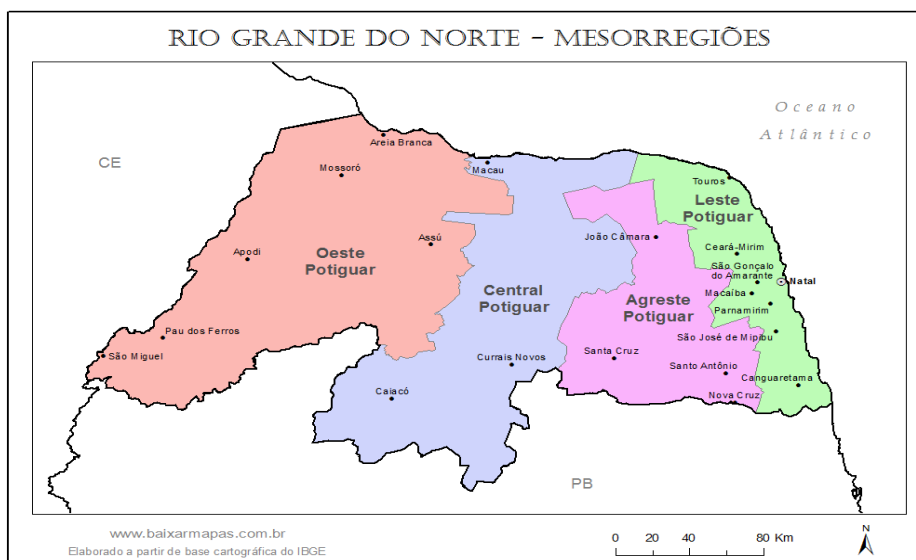 RIO GRANDE DO NORTE - MESORREGIÕES
Oceano
Atlântico
CE
Areia Branca
Mossoró
Macau
Touros
Leste
Potiguar
João Câmara
Assú
Ceará-Mirim
Apodi
Oeste
Potiguar
São Gonçalo
do Amarante
Natal
Central
Potiguar
Macaíba
Agreste
Potiguar
Parnamirim
Pau dos Ferros
São José de Mipibu
São Miguel
Santa Cruz
Currais Novos
Santo Antônio
Canguaretama
Caiacó
Nova Cruz
PB
www.baixarmapas.com.br
Elaborado a partir de base cartográfica do IBGE
0 20 40 80 Km
N